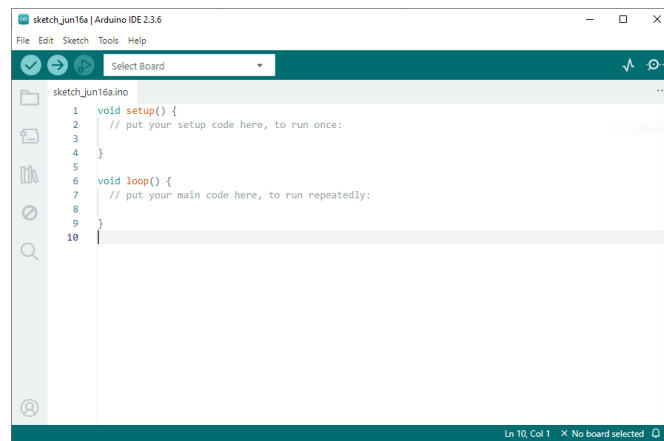 sketch_jun16a | Arduino IDE 2.3.6
File Edit Sketch Tools Help
Select Board
sketch_jun16a.ino
1 void setup() {
2 // put your setup code here, to run once:
3
4 }
5
6 void loop() {
7 // put your main code here, to run repeatedly:
8
9 }
10
Ln 10, Col 1 × No board selected